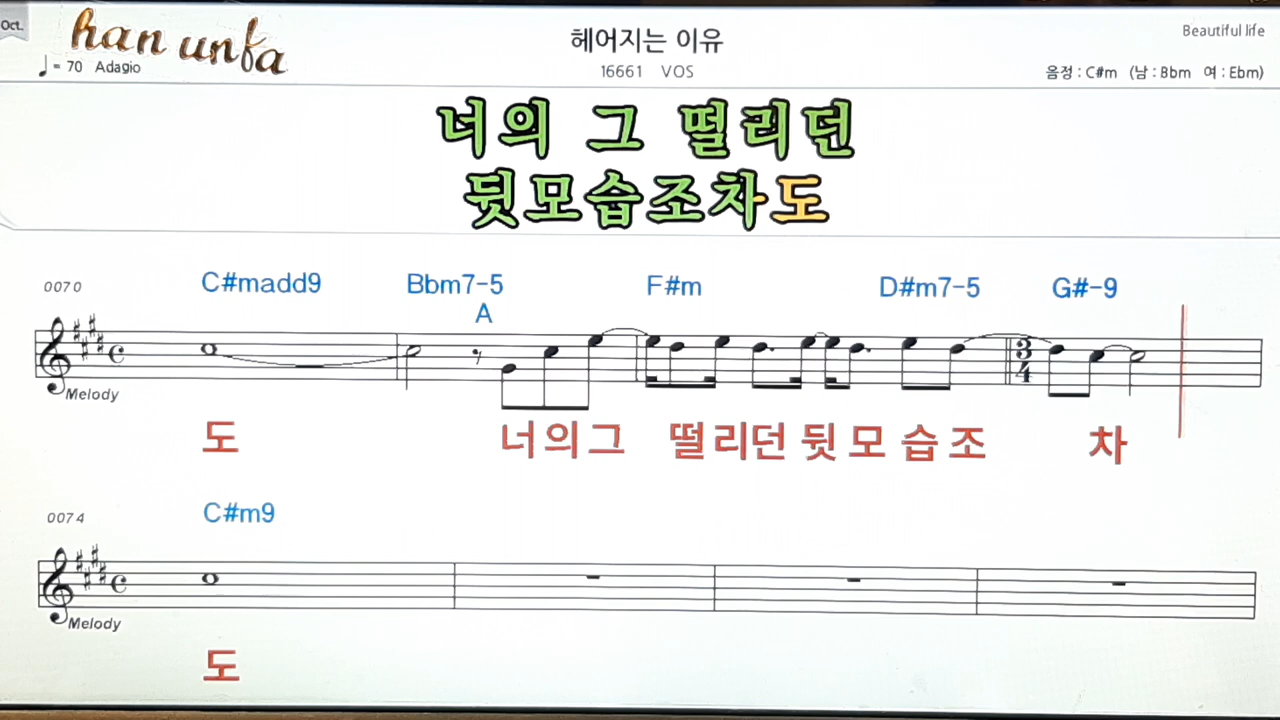 Oct.
han unfa
헤어지는 이유
Beautiful life
♩ = 70 Adagio
16661 VOS
음정 : C#m (남 : Bbm 여 : Ebm)
너의 그 떨리던
뒷모습조차도
0070
C#madd9 Bbm7-5 F#m D#m7-5 G#-9
A
3
4
Melody
도 너의그 떨리던 뒷 모 습 조 차
0074
C#m9
Melody
도